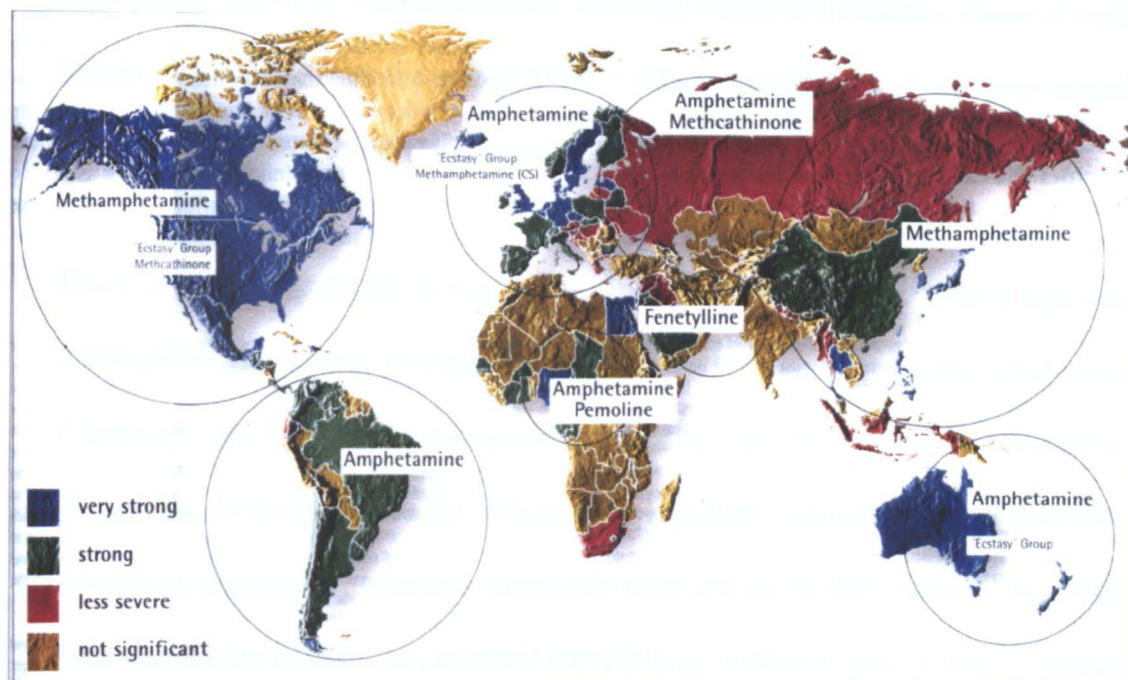 Amphetamine
'Ecstasy' Group
Methamphetamine (CS)
Amphetamine
Methcathinone
Methamphetamine
'Ecstasy' Group
Methcathinone
Methamphetamine
Fenetylline
Amphetamine
Pemoline
Amphetamine
Amphetamine
'Ecstasy' Group
very strong
strong
less severe
not significant